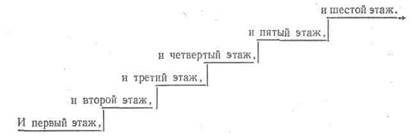 И первый этаж,
и второй этаж,
и третий этаж,
и четвертый этаж,
и пятый этаж,
и шестой этаж.